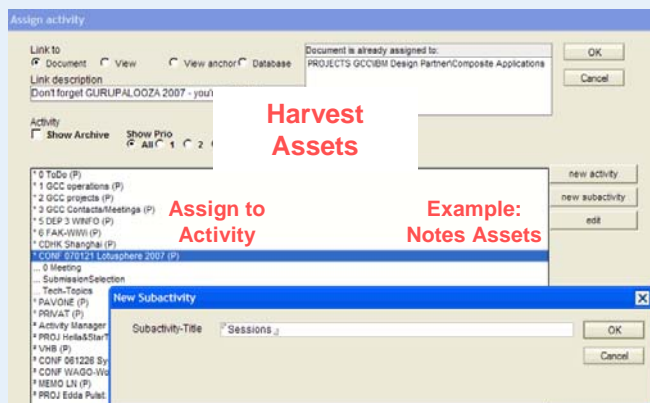 Assign activity
Link to
Document View View anchor Database
Link description
Don't forget GURUPALOOZA 2007 - you'r
Document is already assigned to:
PROJECTS GCC\IBM Design Partner\Composite Applications
OK
Cancel
Harvest
Assets
Activity
Show Archive Show Prio
All 1 2
* 0 ToDo (P)
* 1 GCC operations (P)
* 2 GCC projects (P)
* 3 GCC Contacts/Meetings (P)
* 5 DEP 3 WINFO (P)
* 6 FAK-WIWI (P)
* CDHK Shanghai (P)
* CONF 070121 Lotusphere 2007 (P)
... 0 Meeting
... SubmissionSelection
... Tech-Topics
* PAVONE (P)
* PRIVAT (P)
* Activity Manager
* PROJ Hella&StarT
* VHB (P)
* CONF 061226 Sy
* CONF WAGO-Wo
* MEMO LN (P)
* PROJ Edda Pulst
Assign to
Activity
Example:
Notes Assets
new activity
new subactivity
edit
New Subactivity
Subactivity-Title
Sessions
OK
Cancel